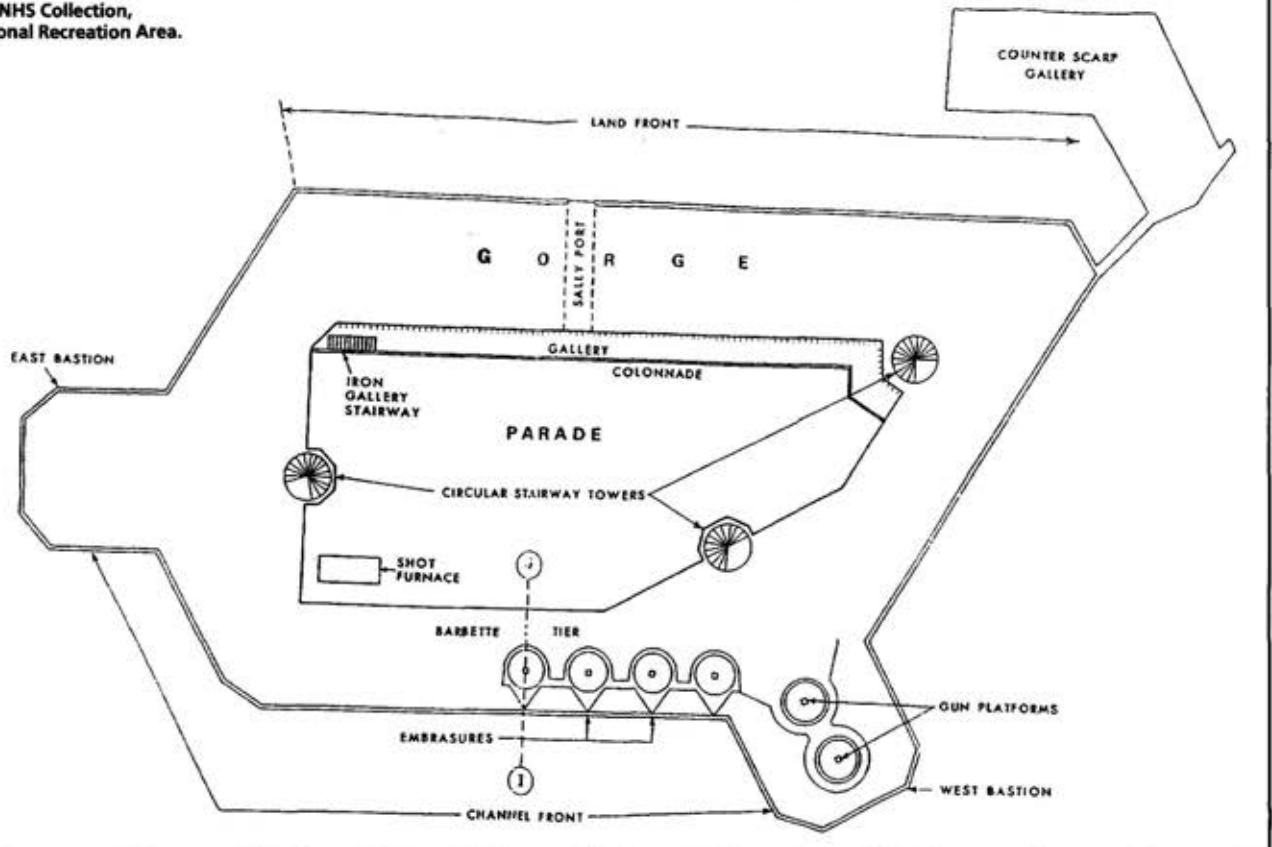 NHS Collection,
onal Recreation Area.
COUNTER SCARP
GALLERY
LAND FRONT
G O R G E
SALLY PORT
EAST BASTION
GALLERY
COLONNADE
IRON
GALLERY
STAIRWAY
PARADE
CIRCULAR STAIRWAY TOWERS
SHOT
FURNACE
J
BARBETTE TIER
GUN PLATFORMS
EMBRASURES
I
WEST BASTION
CHANNEL FRONT